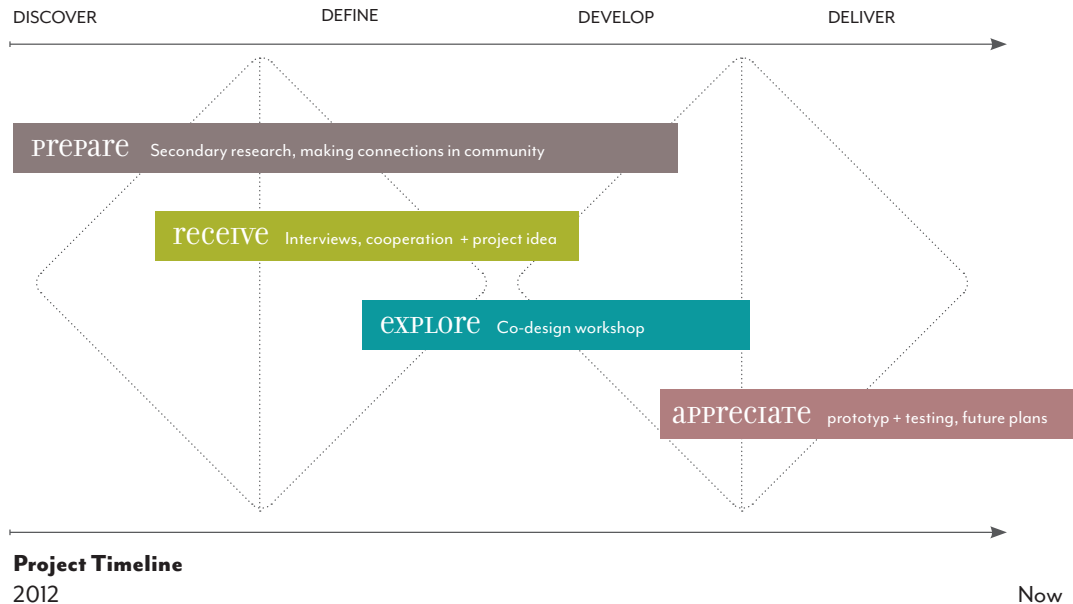 DISCOVER DEFINE DEVELOP DELIVER
prepare Secondary research, making connections in community
receive Interviews, cooperation + project idea
explore Co-design workshop
appreciate prototyp + testing, future plans
Project Timeline
2012 Now